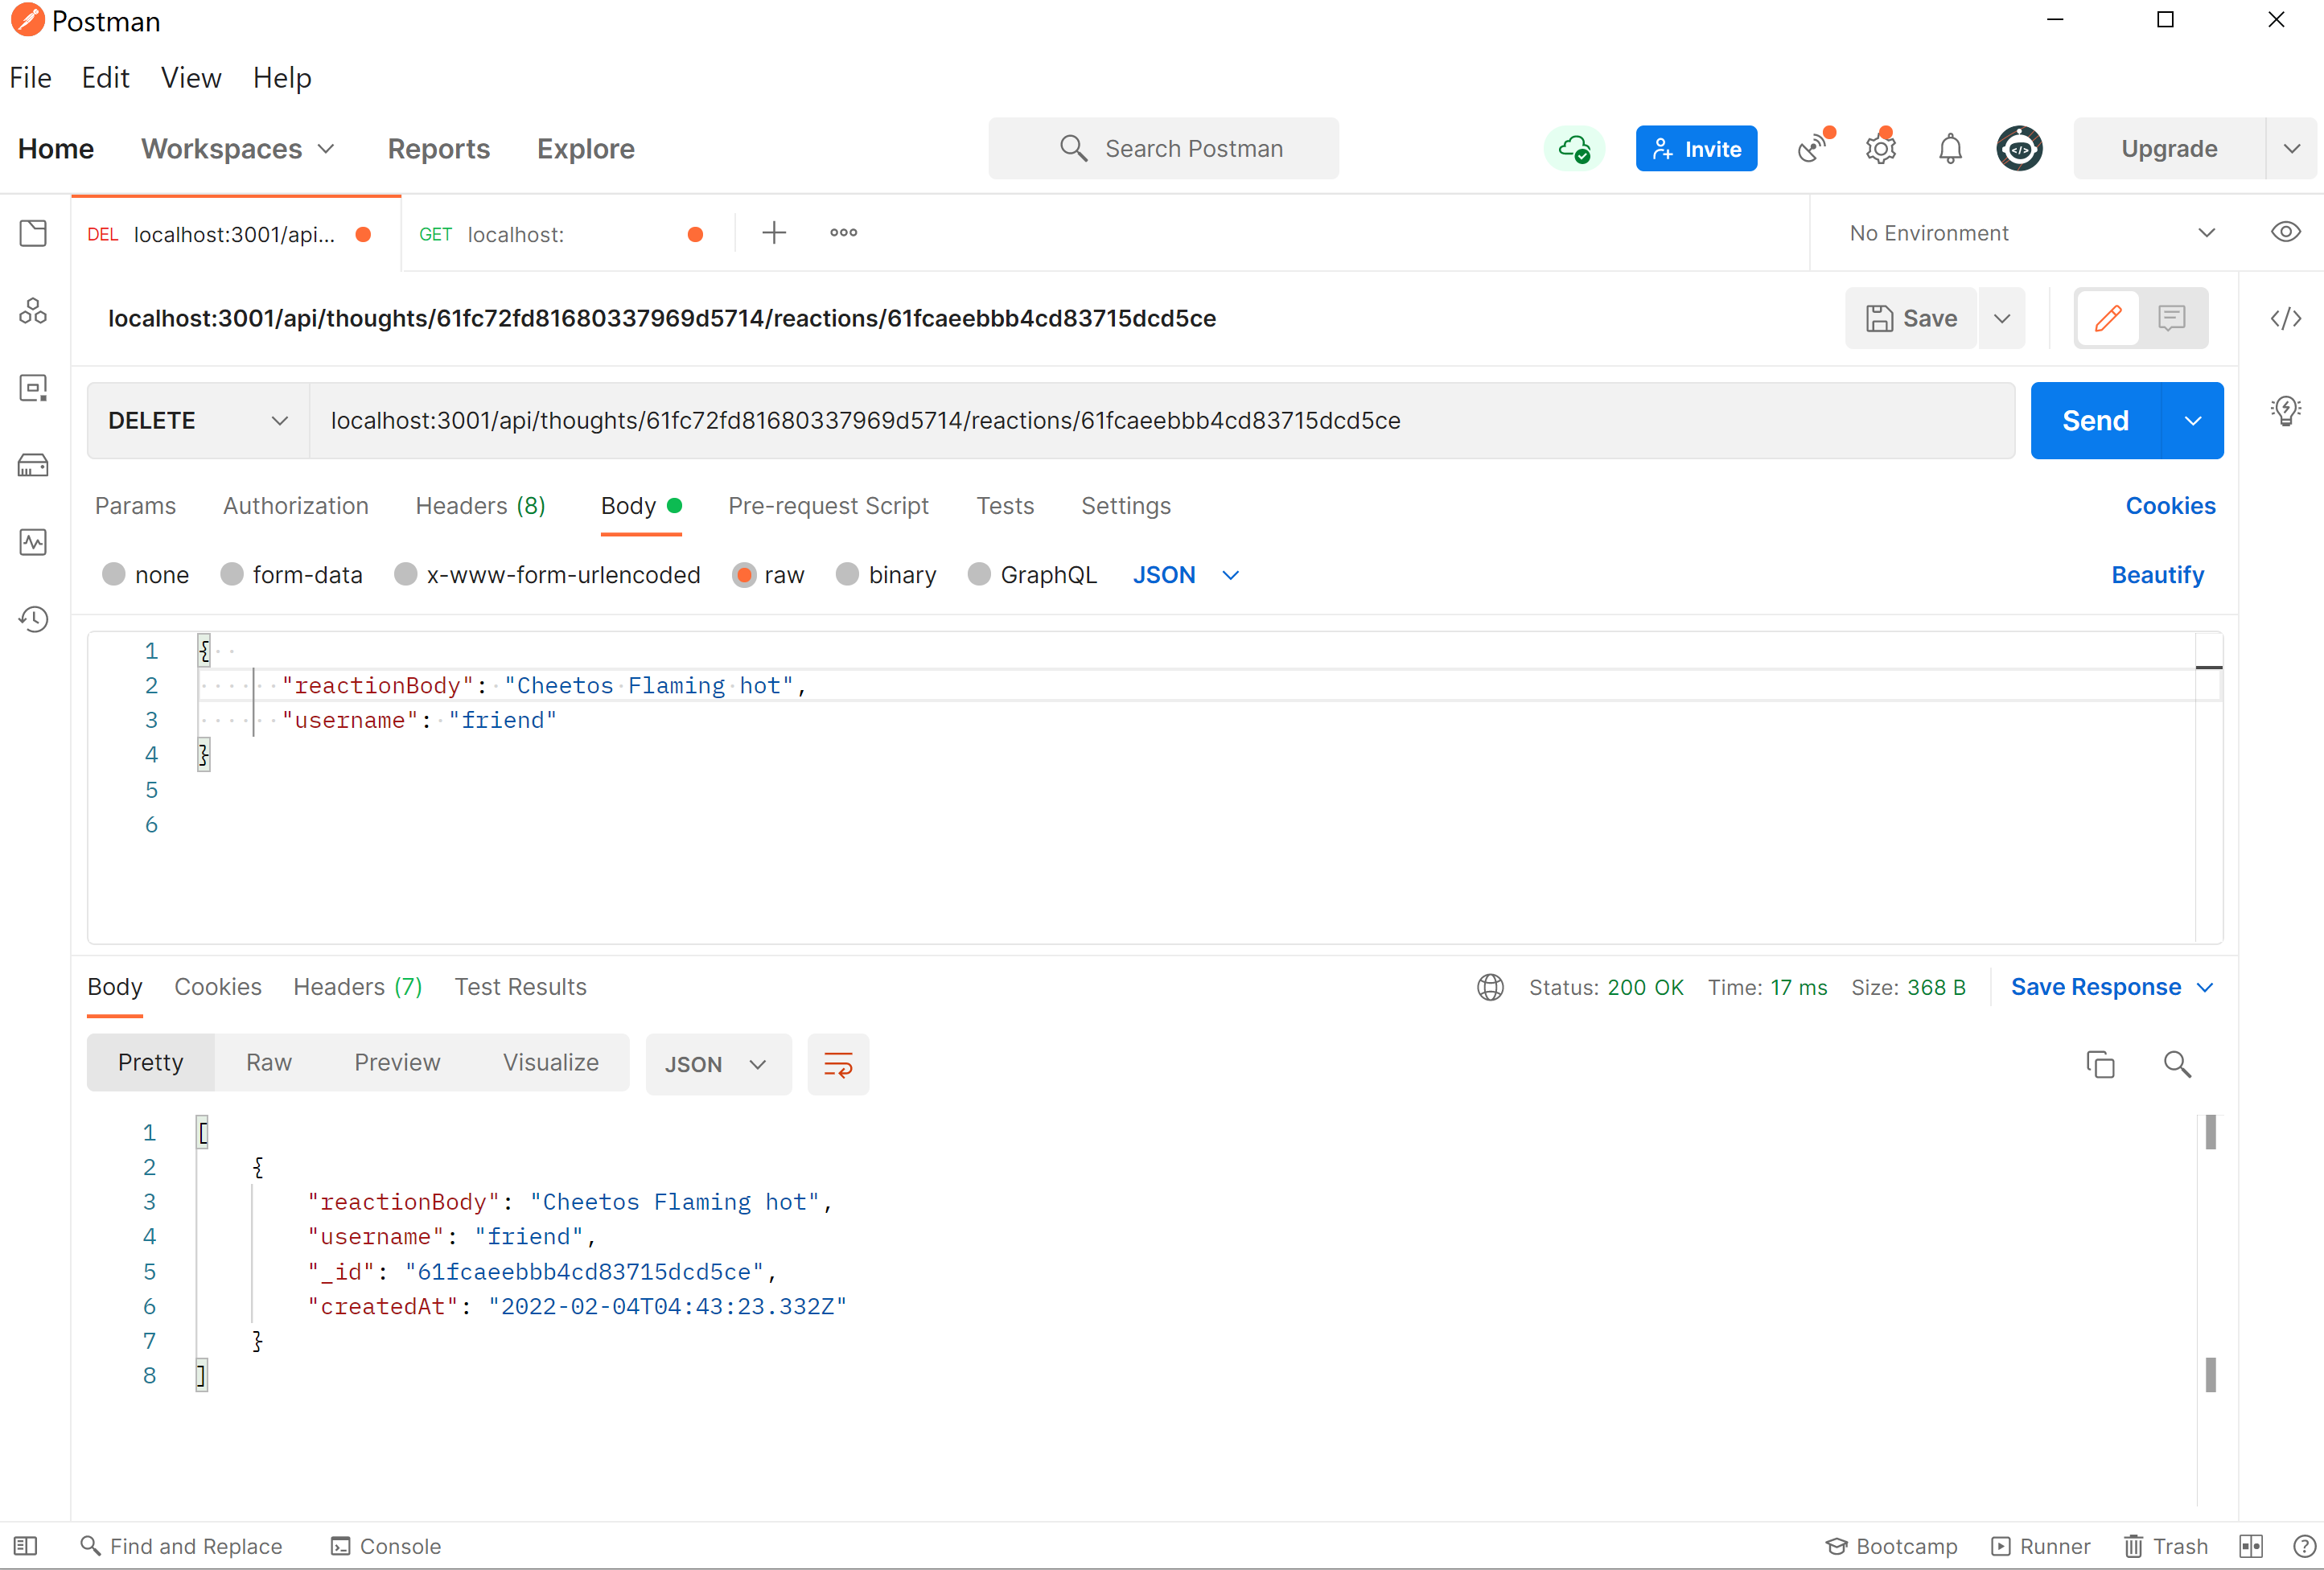 Postman
File Edit View Help
Home Workspaces Reports Explore Search Postman Invite Upgrade
DEL localhost:3001/api... GET localhost: No Environment
localhost:3001/api/thoughts/61fc72fd81680337969d5714/reactions/61fcaeebbb4cd83715dcd5ce Save
DELETE localhost:3001/api/thoughts/61fc72fd81680337969d5714/reactions/61fcaeebbb4cd83715dcd5ce Send
Params Authorization Headers (8) Body Pre-request Script Tests Settings Cookies
none form-data x-www-form-urlencoded raw binary GraphQL JSON Beautify
1 {
2 "reactionBody": "Cheetos Flaming hot",
3 "username": "friend"
4 }
5
6
Body Cookies Headers (7) Test Results Status: 200 OK Time: 17 ms Size: 368 B Save Response
Pretty Raw Preview Visualize JSON
1 [
2 {
3 "reactionBody": "Cheetos Flaming hot",
4 "username": "friend",
5 "_id": "61fcaeebbb4cd83715dcd5ce",
6 "createdAt": "2022-02-04T04:43:23.332Z"
7 }
8 ]
Find and Replace Console Bootcamp Runner Trash